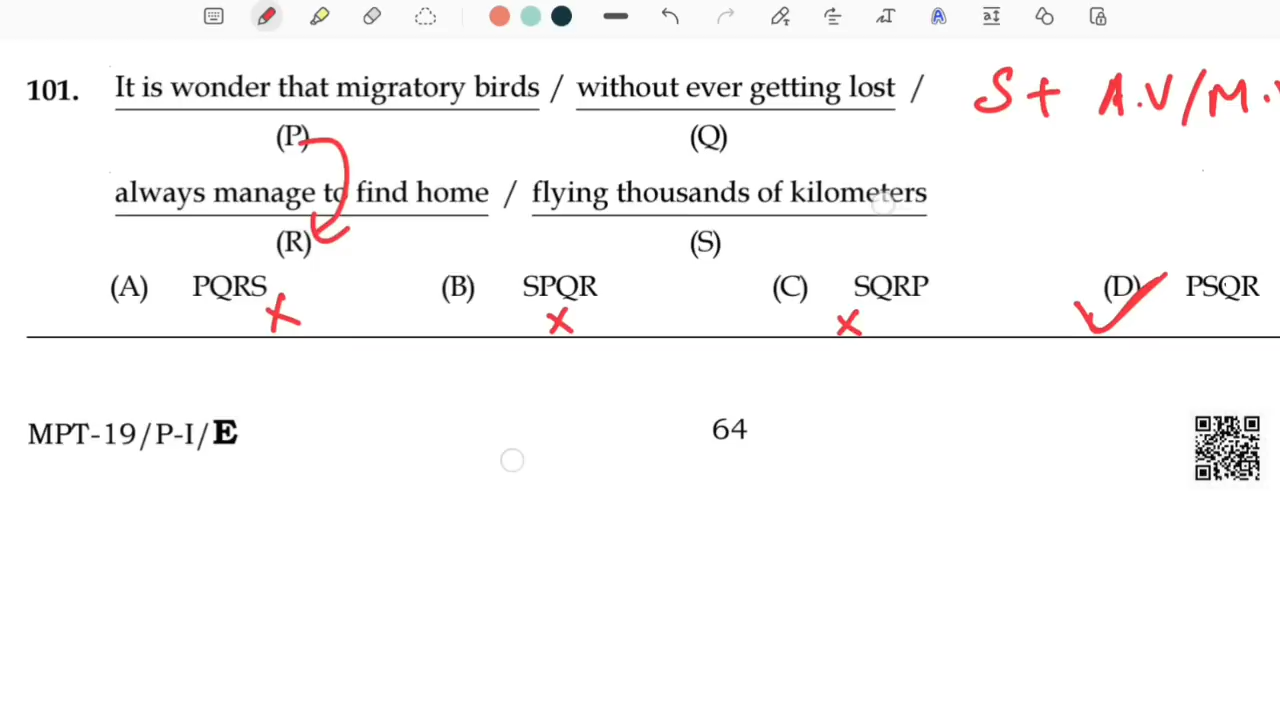 101. It is wonder that migratory birds / without ever getting lost / S + A.V/M.V
(P) (Q)
always manage to find home / flying thousands of kilometers
(R) (S)
(A) PQRS (B) SPQR (C) SQRP (D) PSQR
MPT-19/P-I/E 64